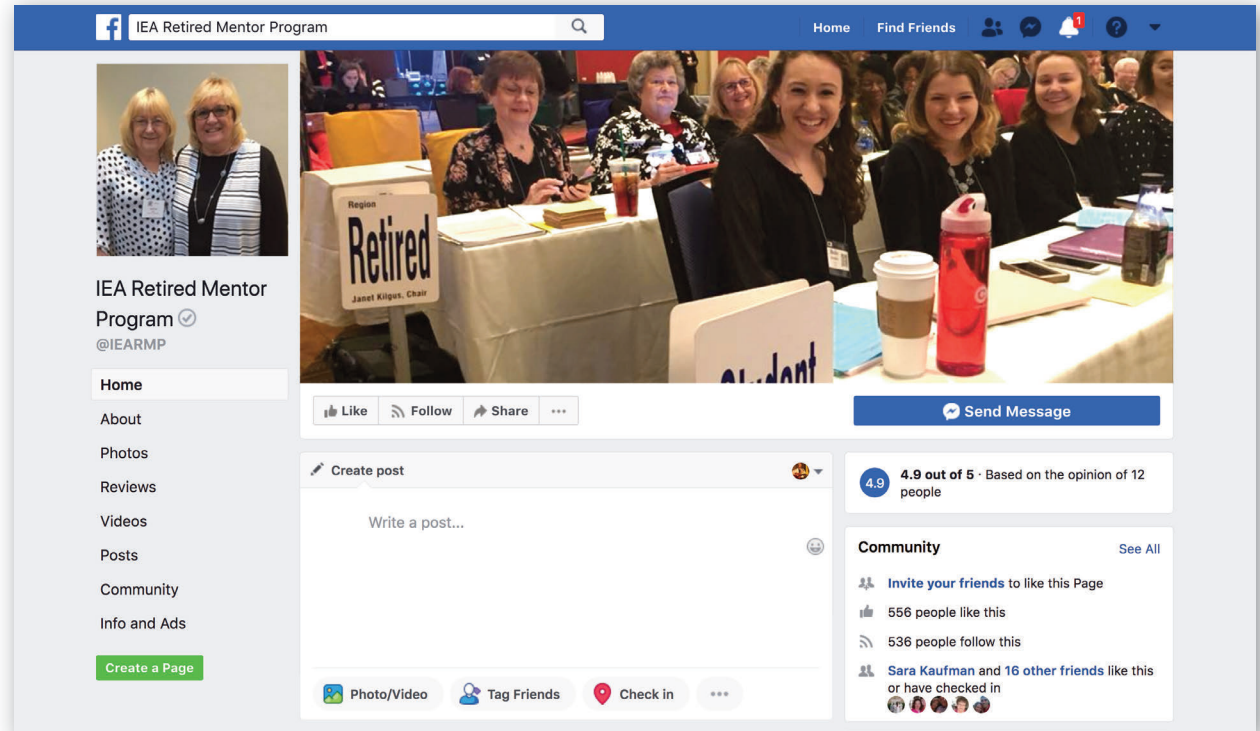 IEA Retired Mentor Program
Home
Find Friends
1
Region
Retired
Janet Kilgus, Chair
Student
IEA Retired Mentor
Program
@IEARMP
Home
About
Photos
Reviews
Videos
Posts
Community
Info and Ads
Create a Page
Like
Follow
Share
Send Message
Create post
Write a post...
Photo/Video
Tag Friends
Check in
4.9
4.9 out of 5 · Based on the opinion of 12
people
Community
See All
Invite your friends to like this Page
556 people like this
536 people follow this
Sara Kaufman and 16 other friends like this
or have checked in